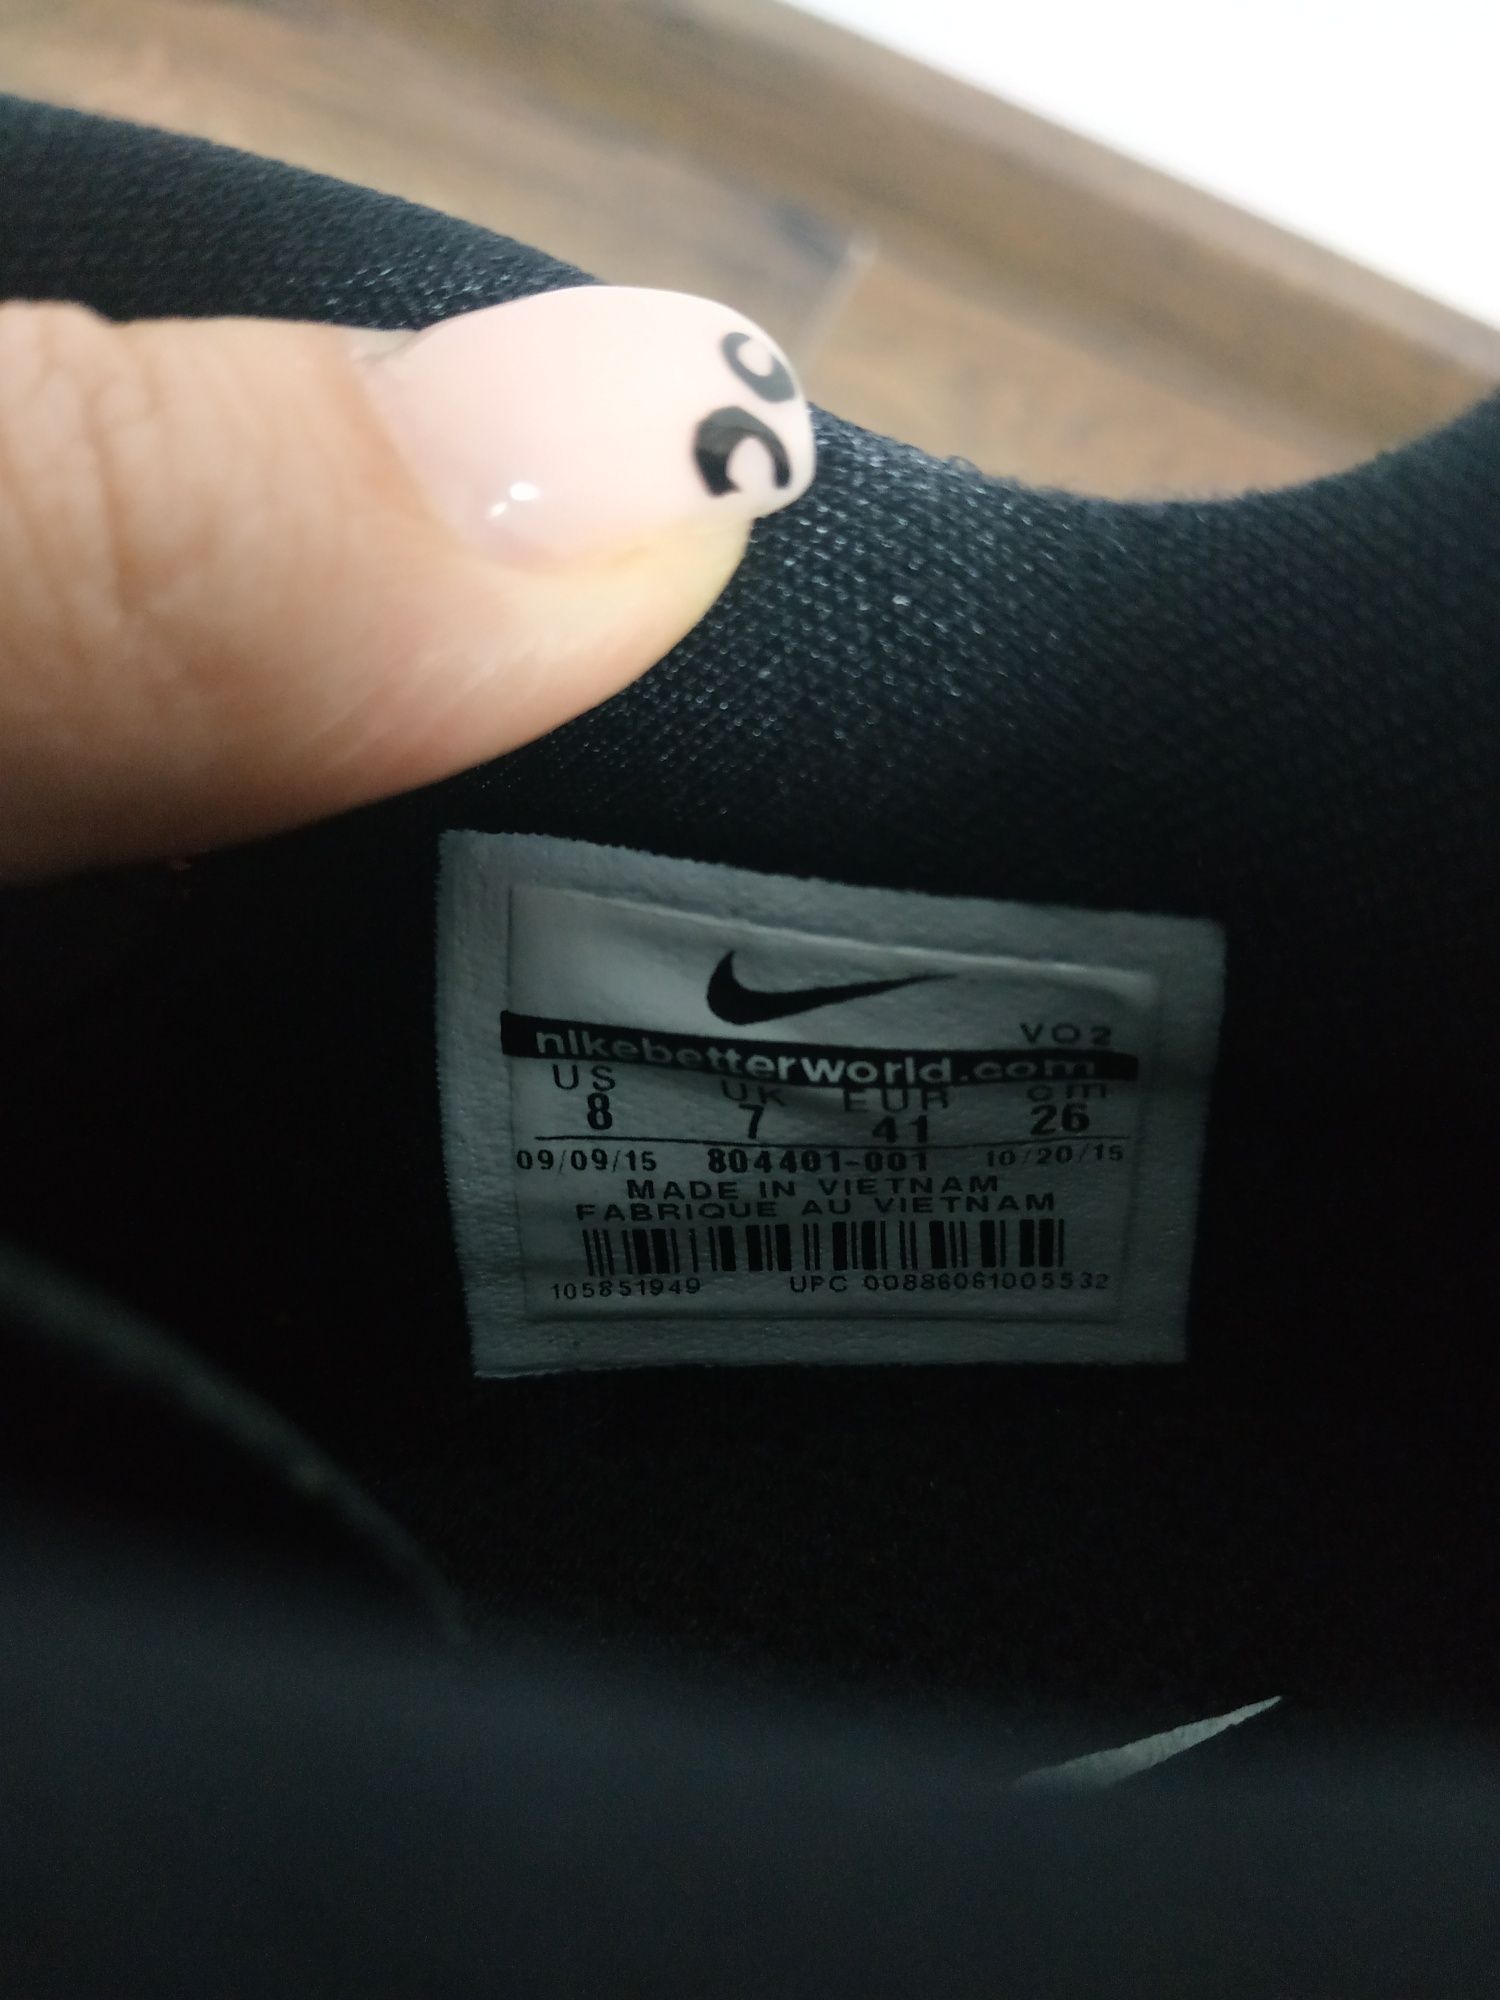 VO2
nikebetterworld.com
US UK EUR cm
8 7 41 26
09/09/15 804401-001 10/20/15
MADE IN VIETNAM
FABRIQUE AU VIETNAM
105851949 UPC 00886061005532